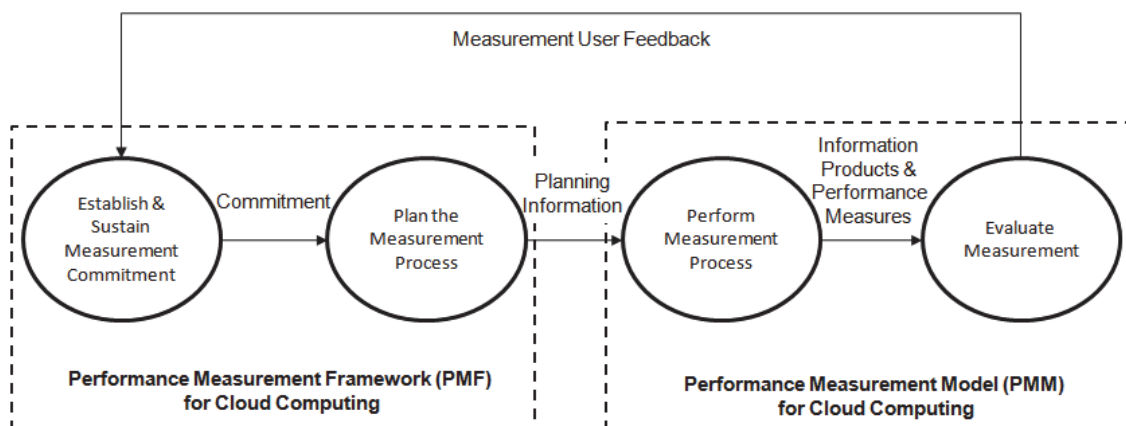 Measurement User Feedback
Establish &
Sustain
Measurement
Commitment
Commitment
Plan the
Measurement
Process
Planning
Information
Perform
Measurement
Process
Information
Products &
Performance
Measures
Evaluate
Measurement
Performance Measurement Framework (PMF)
for Cloud Computing
Performance Measurement Model (PMM)
for Cloud Computing